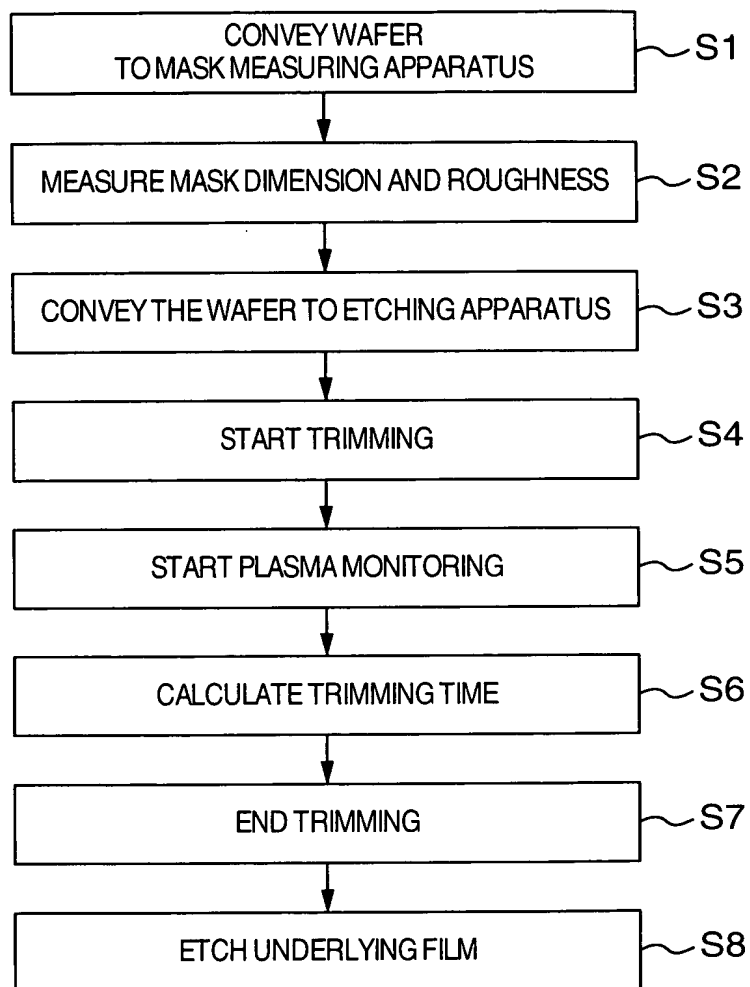 CONVEY WAFER
TO MASK MEASURING APPARATUS
S1
MEASURE MASK DIMENSION AND ROUGHNESS
S2
CONVEY THE WAFER TO ETCHING APPARATUS
S3
START TRIMMING
S4
START PLASMA MONITORING
S5
CALCULATE TRIMMING TIME
S6
END TRIMMING
S7
ETCH UNDERLYING FILM
S8